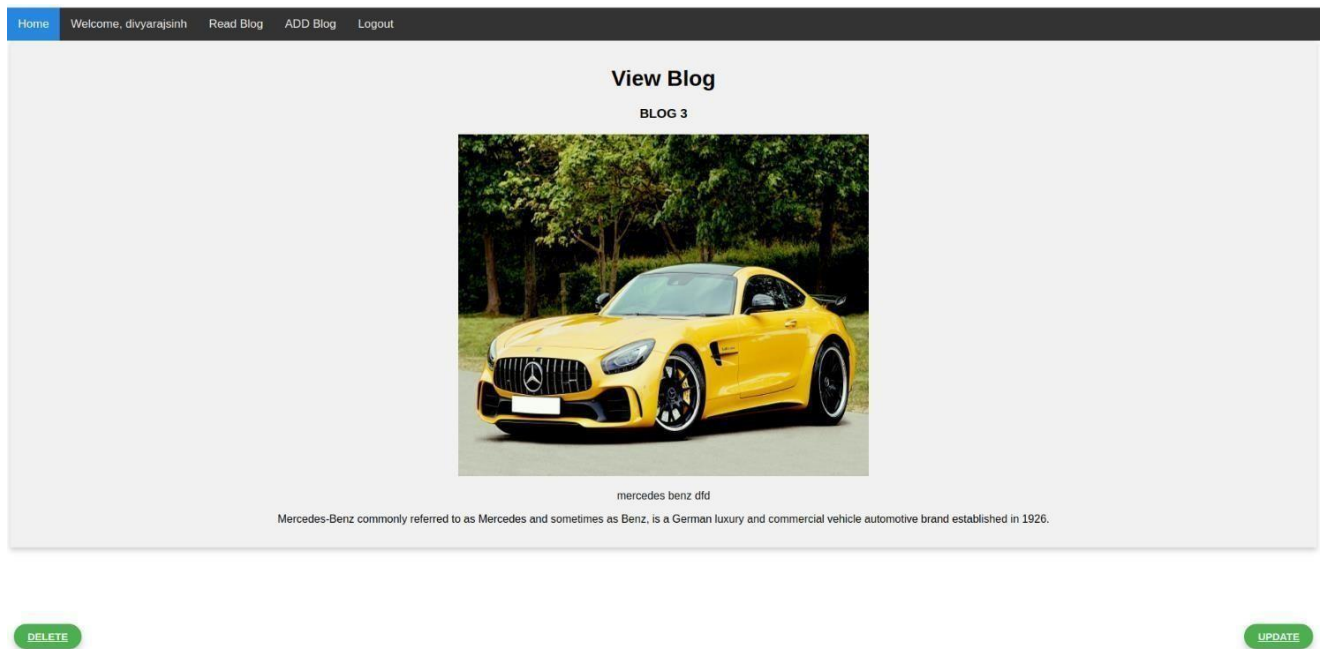 Home Welcome, divyarajsinh Read Blog ADD Blog Logout
View Blog
BLOG 3
mercedes benz dfd
Mercedes-Benz commonly referred to as Mercedes and sometimes as Benz, is a German luxury and commercial vehicle automotive brand established in 1926.
DELETE UPDATE